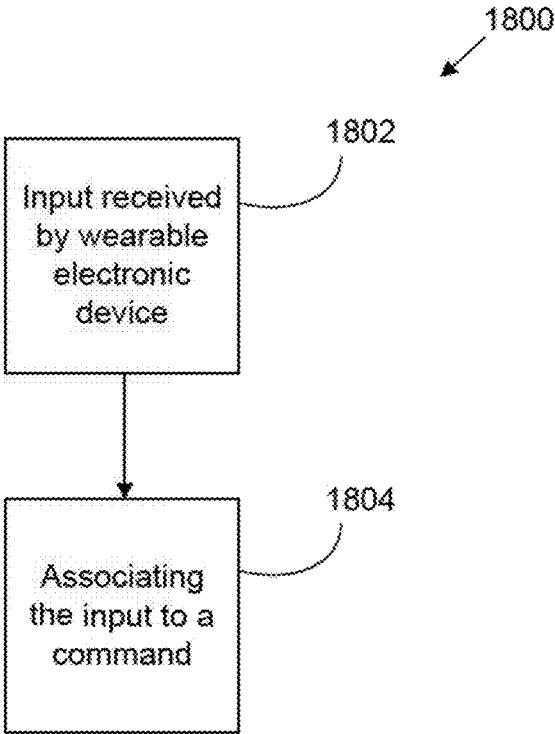 1800
1802
Input received
by wearable
electronic
device
1804
Associating
the input to a
command